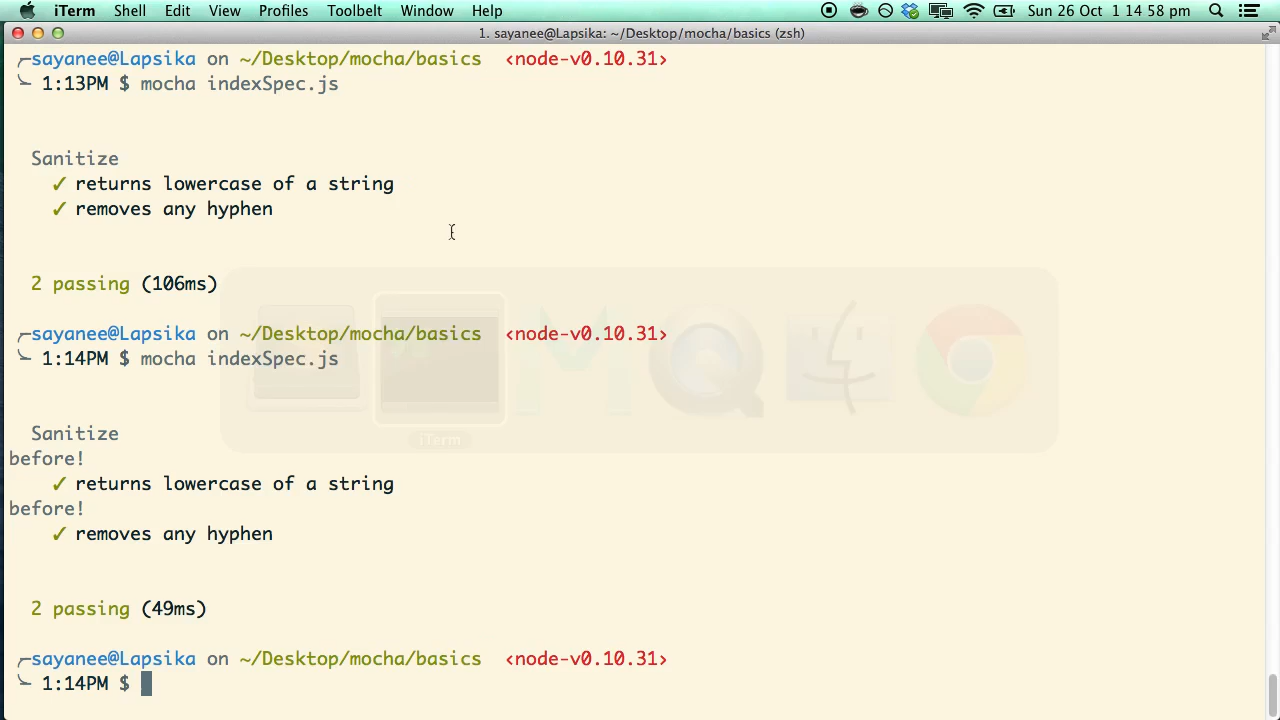 iTerm Shell Edit View Profiles Toolbelt Window Help Sun 26 Oct 1 14 58 pm
1. sayanee@Lapsika: ~/Desktop/mocha/basics (zsh)
sayanee@Lapsika on ~/Desktop/mocha/basics <node-v0.10.31>
1:13PM $ mocha indexSpec.js
Sanitize
✓ returns lowercase of a string
✓ removes any hyphen
2 passing (106ms)
sayanee@Lapsika on ~/Desktop/mocha/basics <node-v0.10.31>
1:14PM $ mocha indexSpec.js
iTerm
Sanitize
before!
✓ returns lowercase of a string
before!
✓ removes any hyphen
2 passing (49ms)
sayanee@Lapsika on ~/Desktop/mocha/basics <node-v0.10.31>
1:14PM $